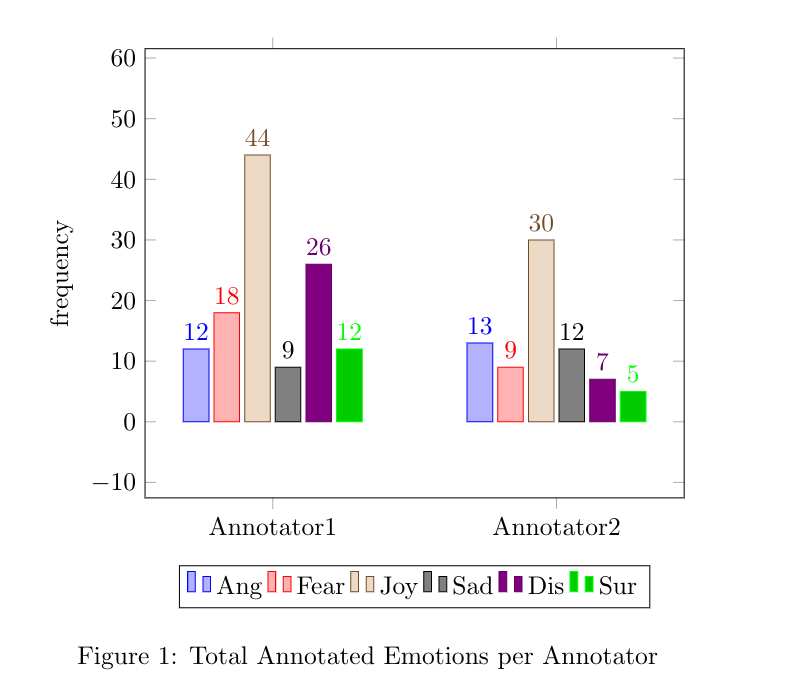 60
50
40
30
20
10
0
−10
frequency
12 18 44 9 26 12
13 9 30 12 7 5
Annotator1 Annotator2
Ang Fear Joy Sad Dis Sur
Figure 1: Total Annotated Emotions per Annotator